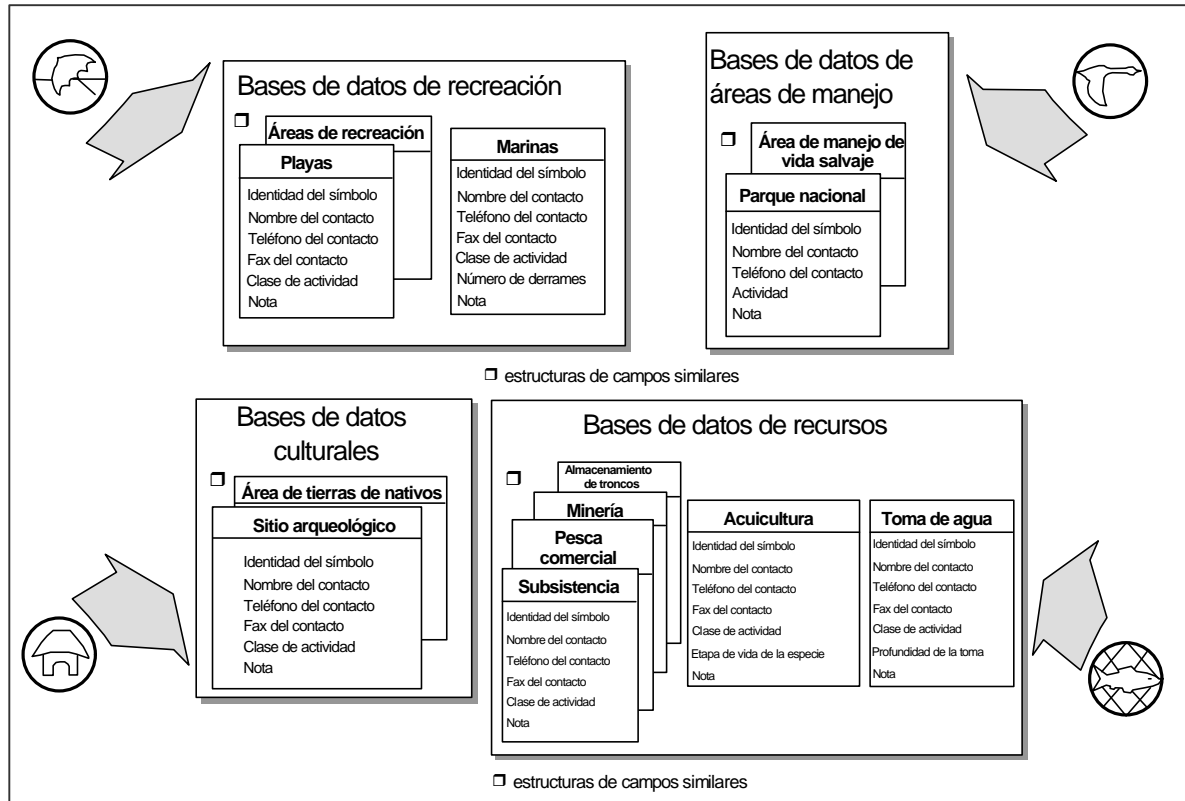 Bases de datos de recreación
❐
Áreas de recreación
Playas
Identidad del símbolo
Nombre del contacto
Teléfono del contacto
Fax del contacto
Clase de actividad
Nota
Marinas
Identidad del símbolo
Nombre del contacto
Teléfono del contacto
Fax del contacto
Clase de actividad
Número de derrames
Nota
Bases de datos de
áreas de manejo
❐
Área de manejo de
vida salvaje
Parque nacional
Identidad del símbolo
Nombre del contacto
Teléfono del contacto
Actividad
Nota
❐ estructuras de campos similares
Bases de datos
culturales
❐
Área de tierras de nativos
Sitio arqueológico
Identidad del símbolo
Nombre del contacto
Teléfono del contacto
Fax del contacto
Clase de actividad
Nota
Bases de datos de recursos
❐
Almacenamiento
de troncos
Minería
Pesca
comercial
Subsistencia
Identidad del símbolo
Nombre del contacto
Teléfono del contacto
Fax del contacto
Clase de actividad
Nota
Acuicultura
Identidad del símbolo
Nombre del contacto
Teléfono del contacto
Fax del contacto
Clase de actividad
Etapa de vida de la especie
Nota
Toma de agua
Identidad del símbolo
Nombre del contacto
Teléfono del contacto
Fax del contacto
Clase de actividad
Profundidad de la toma
Nota
❐ estructuras de campos similares